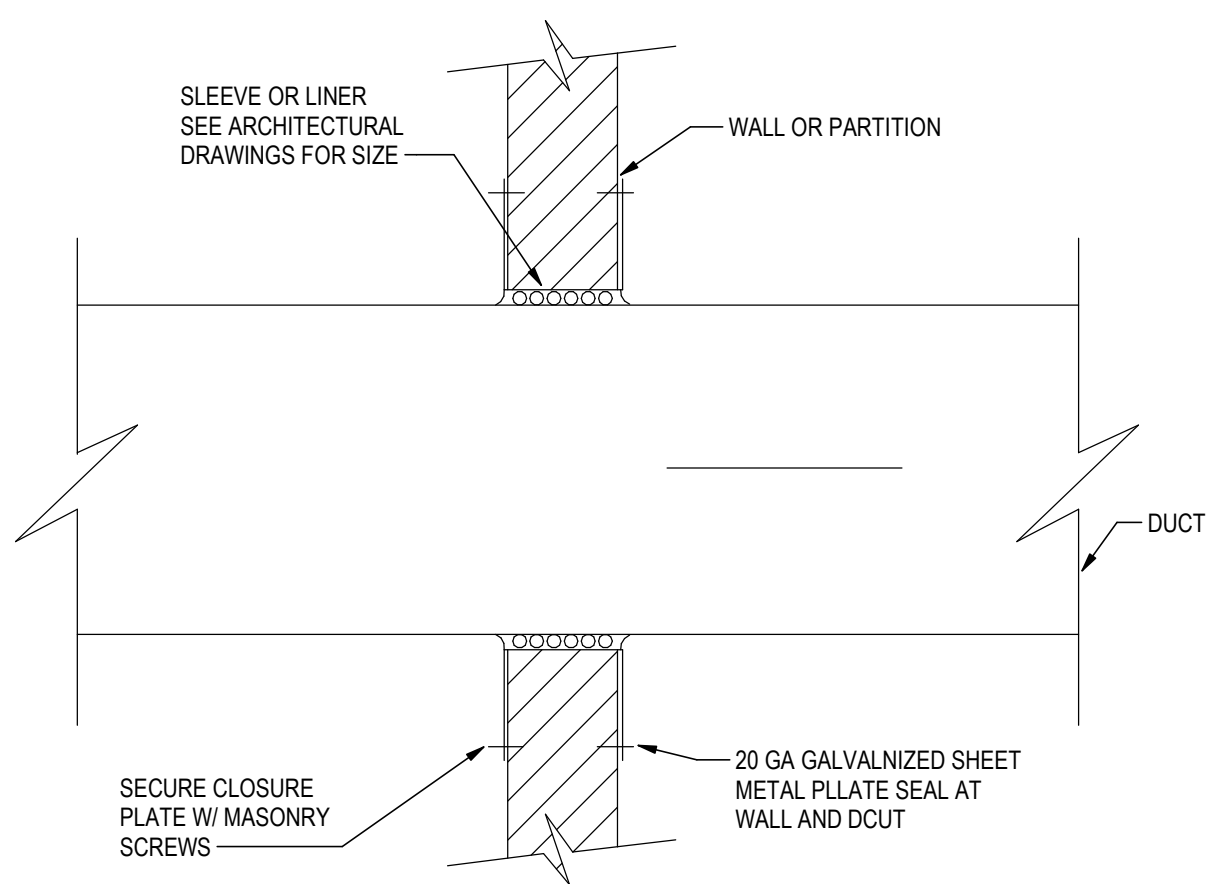 SLEEVE OR LINER
SEE ARCHITECTURAL
DRAWINGS FOR SIZE
WALL OR PARTITION
DUCT
SECURE CLOSURE
PLATE W/ MASONRY
SCREWS
20 GA GALVALNIZED SHEET
METAL PLLATE SEAL AT
WALL AND DCUT